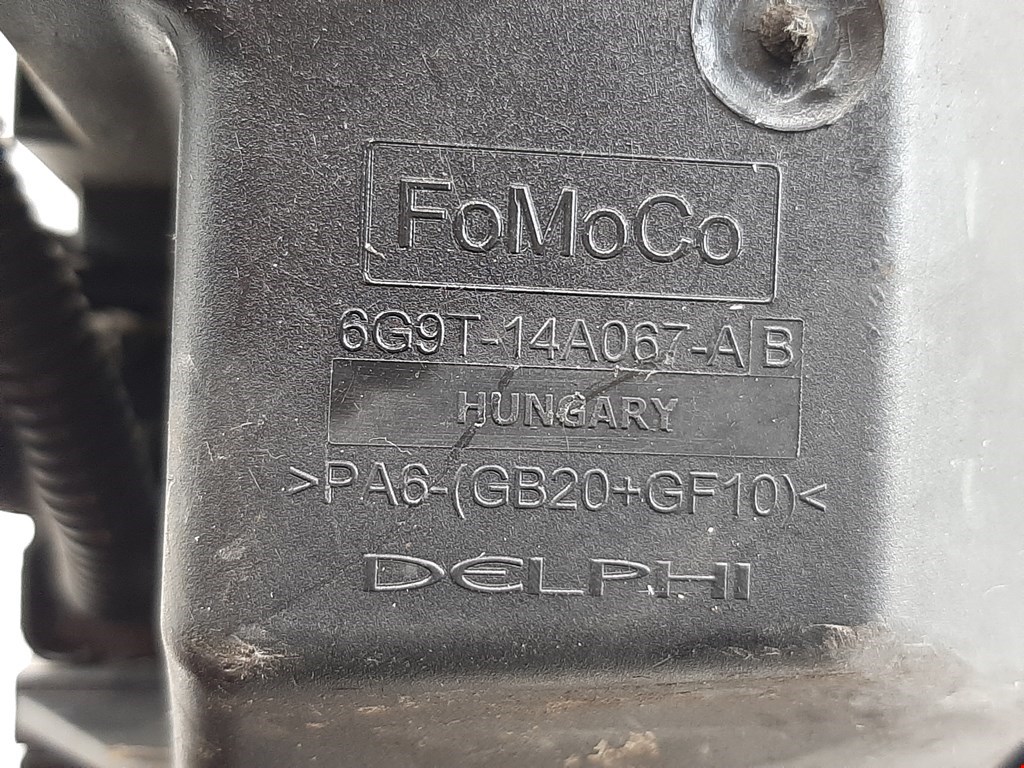 FoMoCo
6G9T-14A067-AB
HUNGARY
>PA6-(GB20+GF10)<
DELPHI